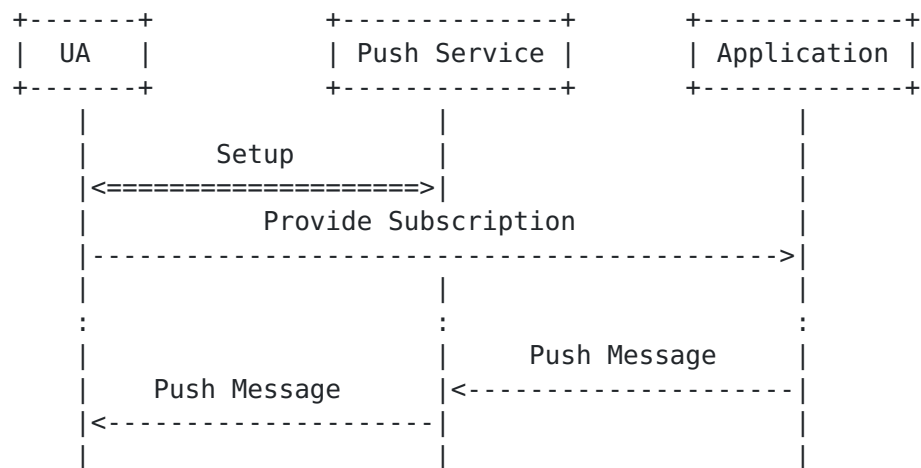 UA Push Service Application
Setup
Provide Subscription
Push Message
Push Message